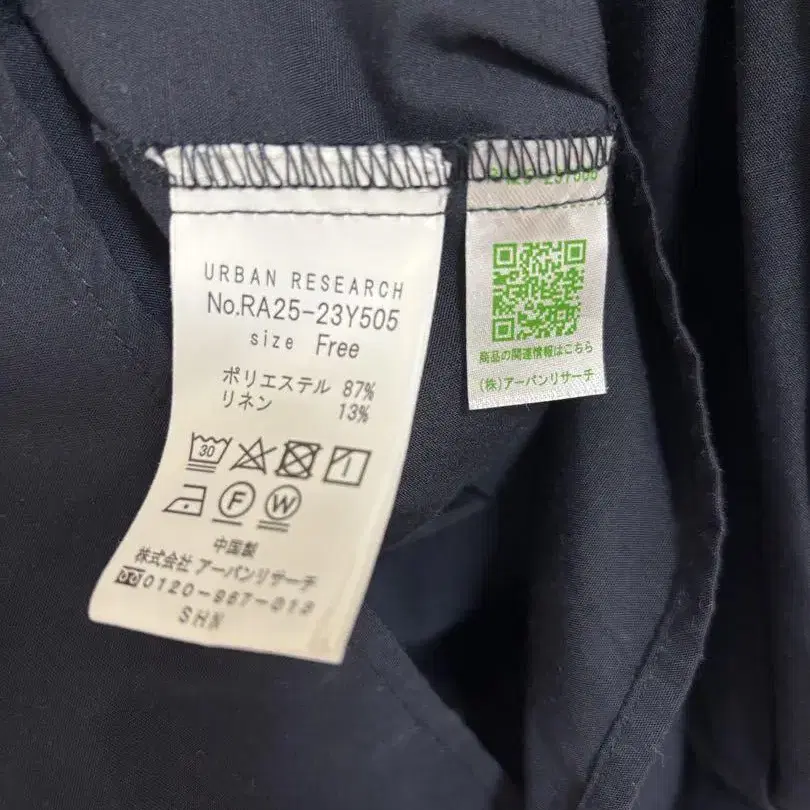 URBAN RESEARCH
No.RA25-23Y505
size Free
ポリエステル 87%
リネン 13%
30
F
W
中国製
株式会社 アーバンリサーチ
0120-967-013
SHN
RA25-23Y505
商品の関連情報はこちら
(株)アーバンリサーチ